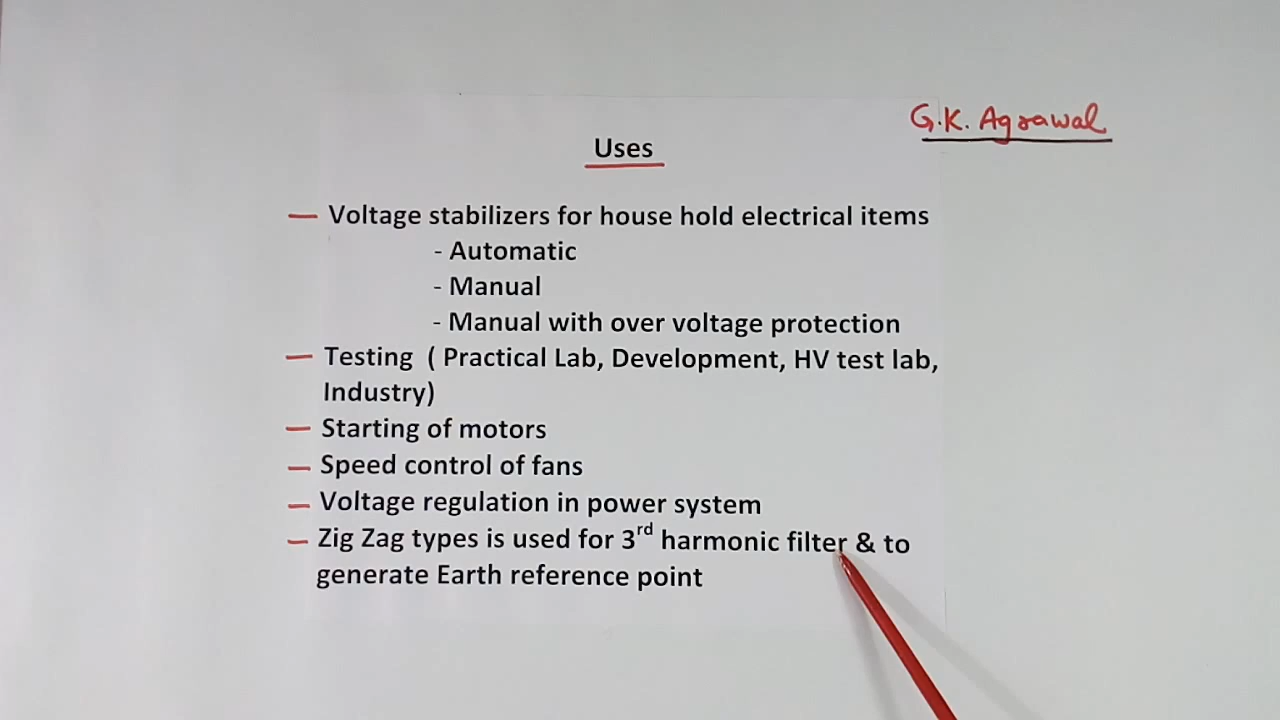 G.K. Agrawal
Uses
— Voltage stabilizers for house hold electrical items
- Automatic
- Manual
- Manual with over voltage protection
— Testing ( Practical Lab, Development, HV test lab,
Industry)
— Starting of motors
— Speed control of fans
— Voltage regulation in power system
— Zig Zag types is used for 3rd harmonic filter & to
generate Earth reference point